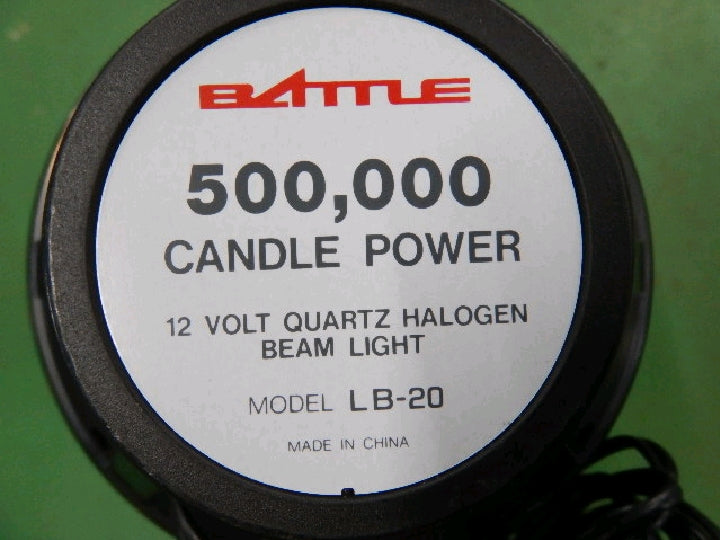 BATTLE
500,000
CANDLE POWER
12 VOLT QUARTZ HALOGEN
BEAM LIGHT
MODEL LB-20
MADE IN CHINA